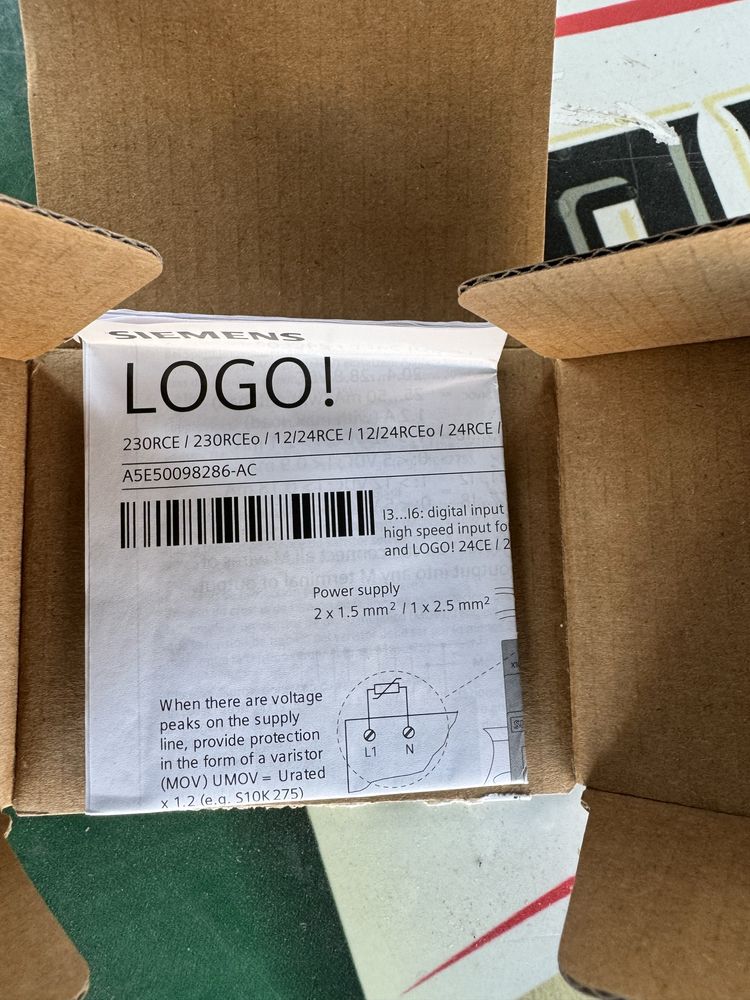 SIEMENS
LOGO!
230RCE / 230RCEo / 12/24RCE / 12/24RCEo / 24RCE /
A5E50098286-AC
I3...I6: digital input
high speed input fo
and LOGO! 24CE / 2
Power supply
2 x 1.5 mm² / 1 x 2.5 mm²
When there are voltage
peaks on the supply
line, provide protection
in the form of a varistor
(MOV) UMOV = Urated
x 1.2 (e.g. S10K275)
L1 N